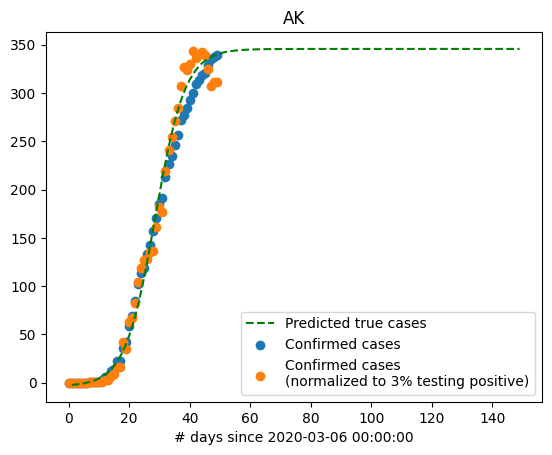 AK
350
300
250
200
150
100
50
0
Predicted true cases
Confirmed cases
Confirmed cases
(normalized to 3% testing positive)
0 20 40 60 80 100 120 140
# days since 2020-03-06 00:00:00